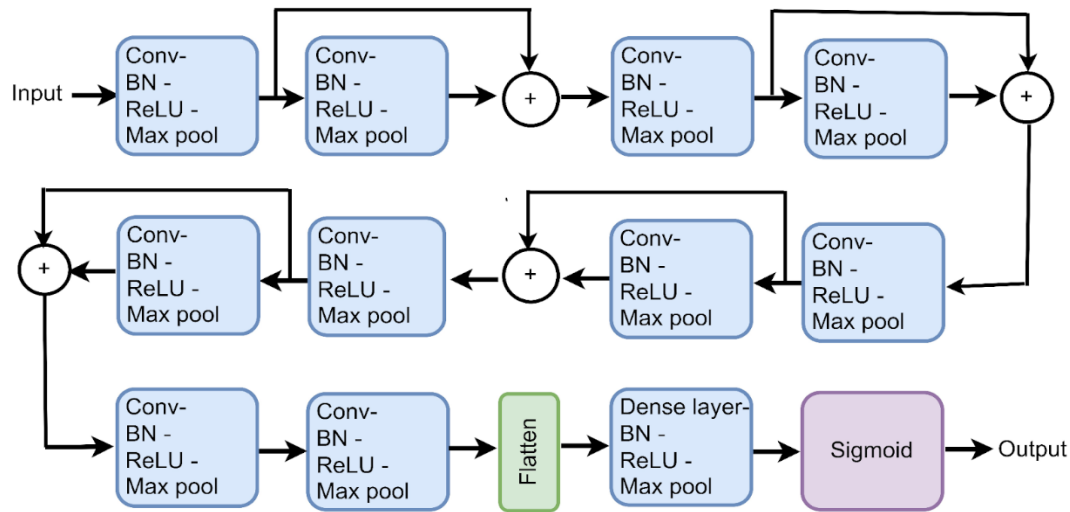 Input
Conv-
BN -
ReLU -
Max pool
Conv-
BN -
ReLU -
Max pool
+
Conv-
BN -
ReLU -
Max pool
Conv-
BN -
ReLU -
Max pool
+
+
Conv-
BN -
ReLU -
Max pool
Conv-
BN -
ReLU -
Max pool
+
Conv-
BN -
ReLU -
Max pool
Conv-
BN -
ReLU -
Max pool
Conv-
BN -
ReLU -
Max pool
Conv-
BN -
ReLU -
Max pool
Flatten
Dense layer-
BN -
ReLU -
Max pool
Sigmoid
Output